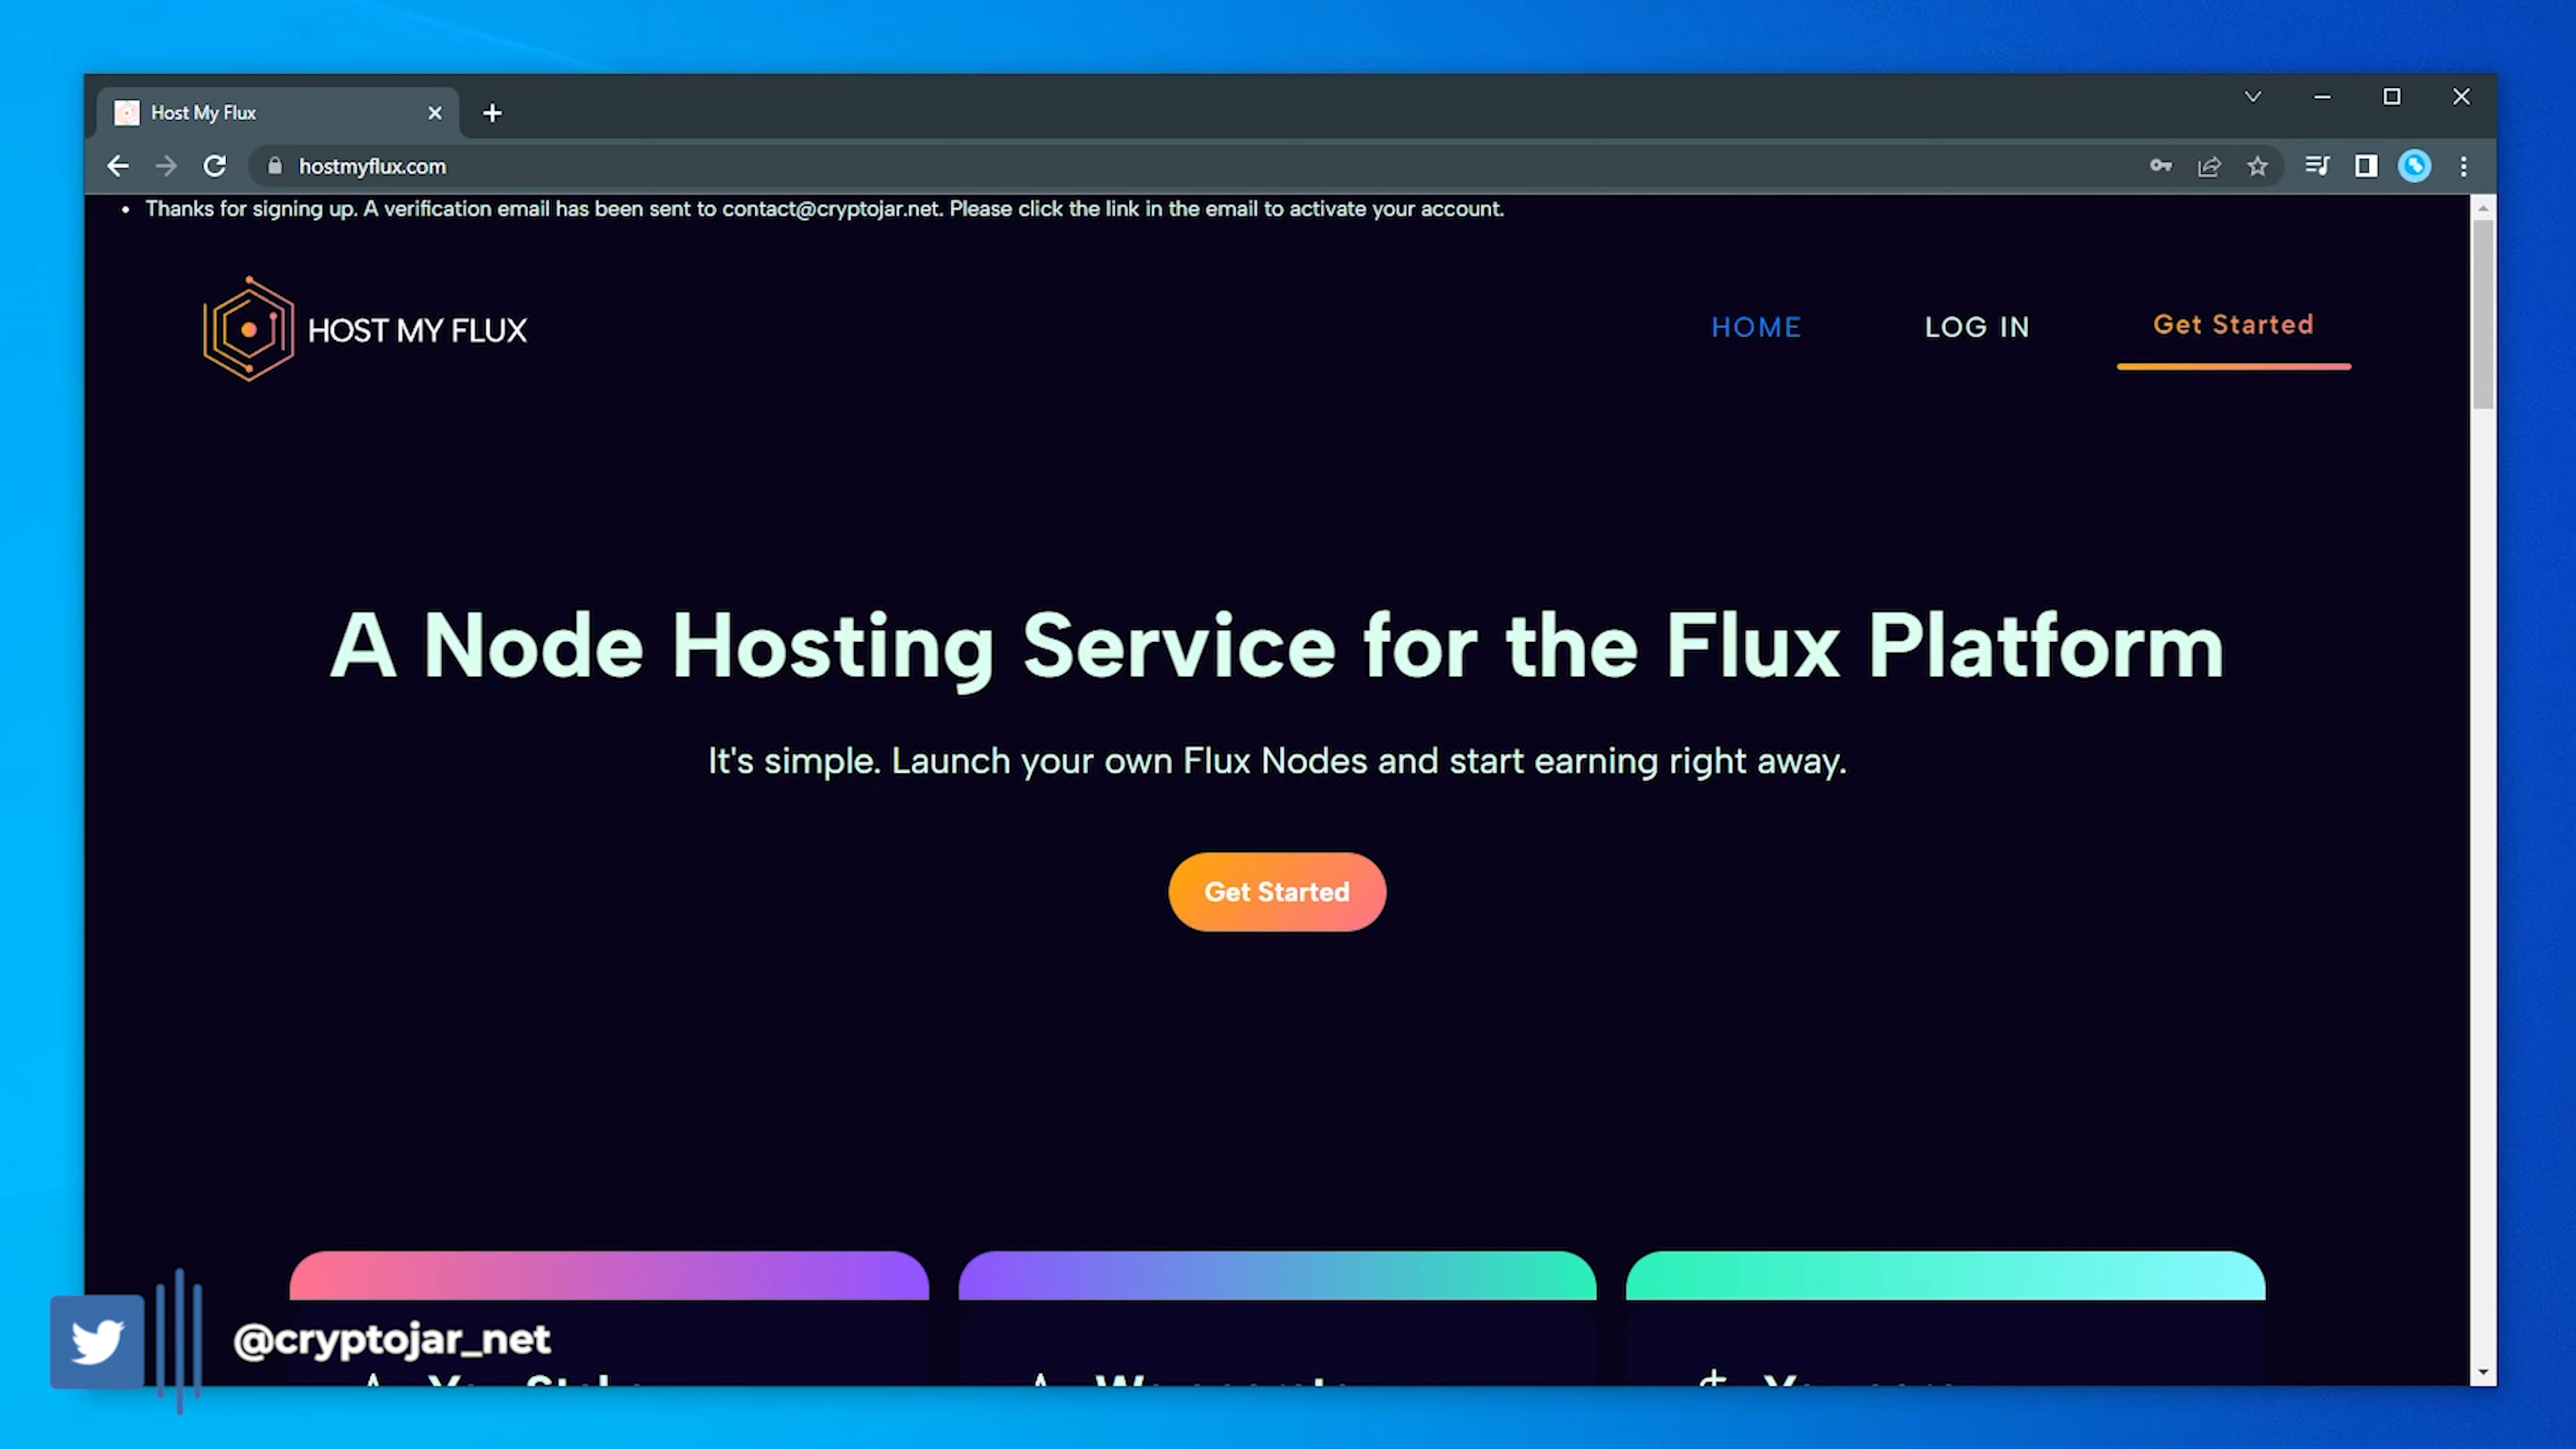 Host My Flux
hostmyflux.com
Thanks for signing up. A verification email has been sent to contact@cryptojar.net. Please click the link in the email to activate your account.
HOST MY FLUX
HOME
LOG IN
Get Started
A Node Hosting Service for the Flux Platform
It's simple. Launch your own Flux Nodes and start earning right away.
Get Started
@cryptojar_net